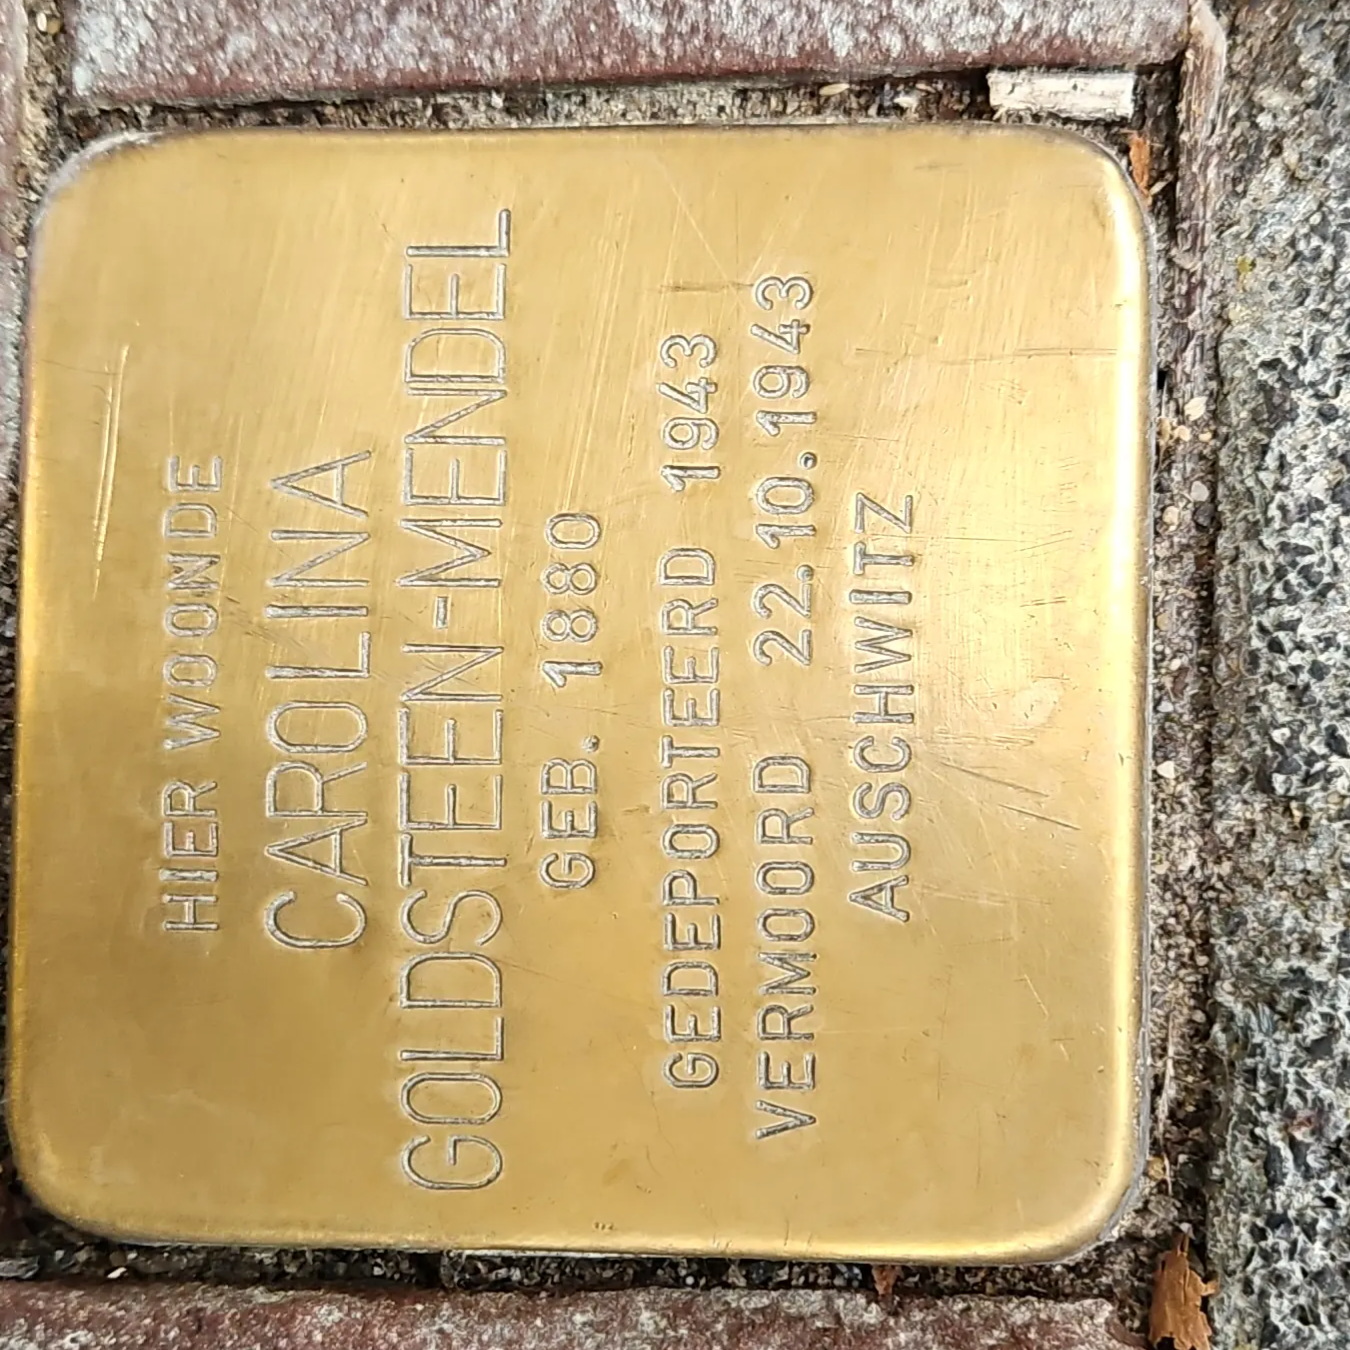 HIER WOONDE
CAROLINA
GOLDSTEEN-MENDEL
GEB. 1880
GEDEPORTEERD 1943
VERMOORD 22.10.1943
AUSCHWITZ